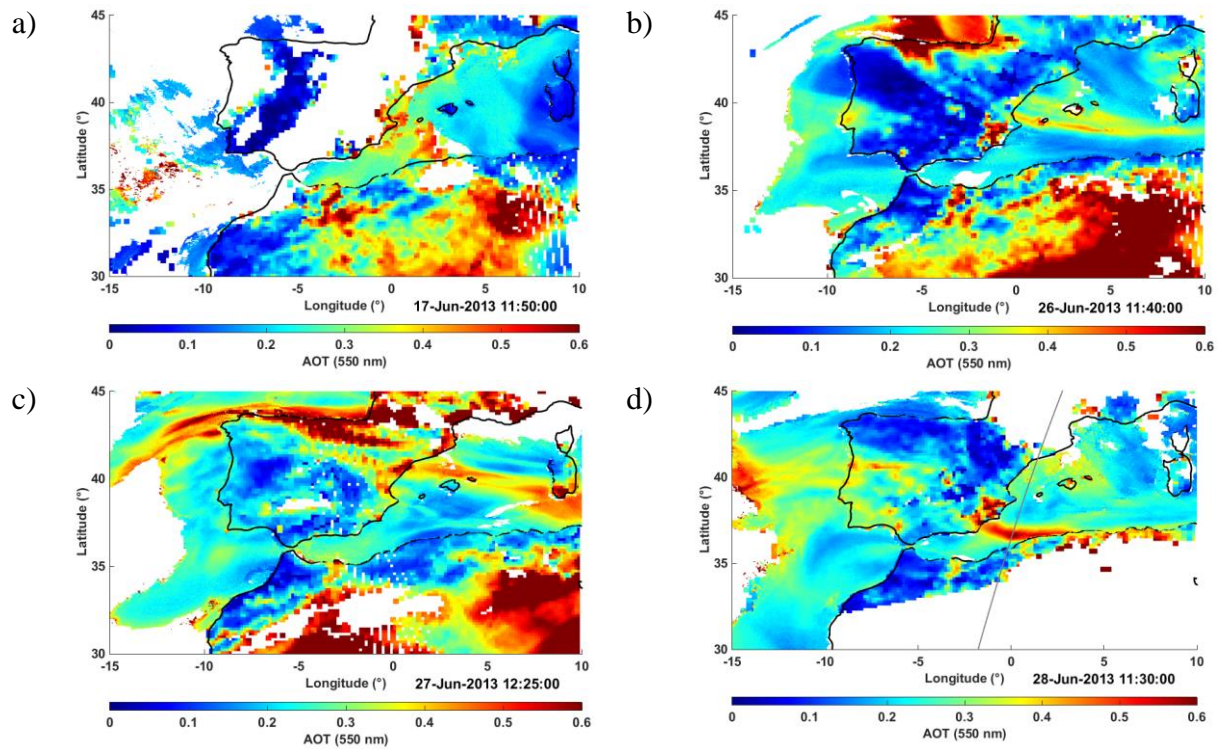 a)
45
40
35
30
Latitude (°)
-15 -10 -5 0 5 10
Longitude (°) 17-Jun-2013 11:50:00
0 0.1 0.2 0.3 0.4 0.5 0.6
AOT (550 nm)
b)
45
40
35
30
Latitude (°)
-15 -10 -5 0 5 10
Longitude (°) 26-Jun-2013 11:40:00
0 0.1 0.2 0.3 0.4 0.5 0.6
AOT (550 nm)
c)
45
40
35
30
Latitude (°)
-15 -10 -5 0 5 10
Longitude (°) 27-Jun-2013 12:25:00
0 0.1 0.2 0.3 0.4 0.5 0.6
AOT (550 nm)
d)
45
40
35
30
Latitude (°)
-15 -10 -5 0 5 10
Longitude (°) 28-Jun-2013 11:30:00
0 0.1 0.2 0.3 0.4 0.5 0.6
AOT (550 nm)